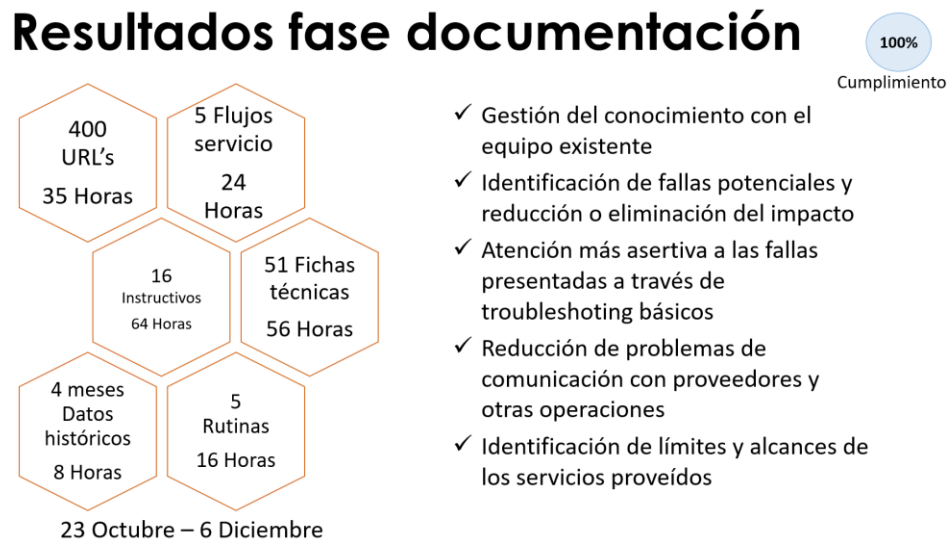 Resultados fase documentación
100%
Cumplimiento
400
URL’s
35 Horas
5 Flujos
servicio
24
Horas
16
Instructivos
64 Horas
51 Fichas
técnicas
56 Horas
4 meses
Datos
históricos
8 Horas
5
Rutinas
16 Horas
23 Octubre – 6 Diciembre
✓ Gestión del conocimiento con el
equipo existente
✓ Identificación de fallas potenciales y
reducción o eliminación del impacto
✓ Atención más asertiva a las fallas
presentadas a través de
troubleshoting básicos
✓ Reducción de problemas de
comunicación con proveedores y
otras operaciones
✓ Identificación de límites y alcances de
los servicios proveídos